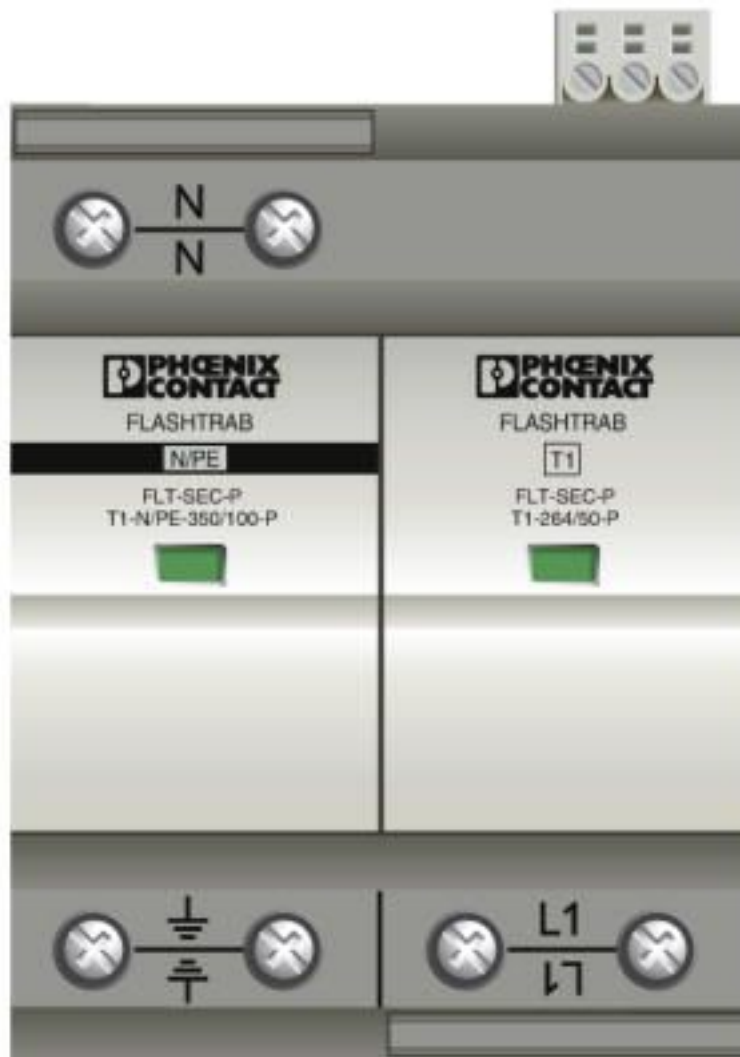 N
N
PHOENIX
CONTACT
FLASHTRAB
N/PE
FLT-SEC-P
T1-N/PE-350/100-P
PHOENIX
CONTACT
FLASHTRAB
T1
FLT-SEC-P
T1-264/50-P
L1
L1